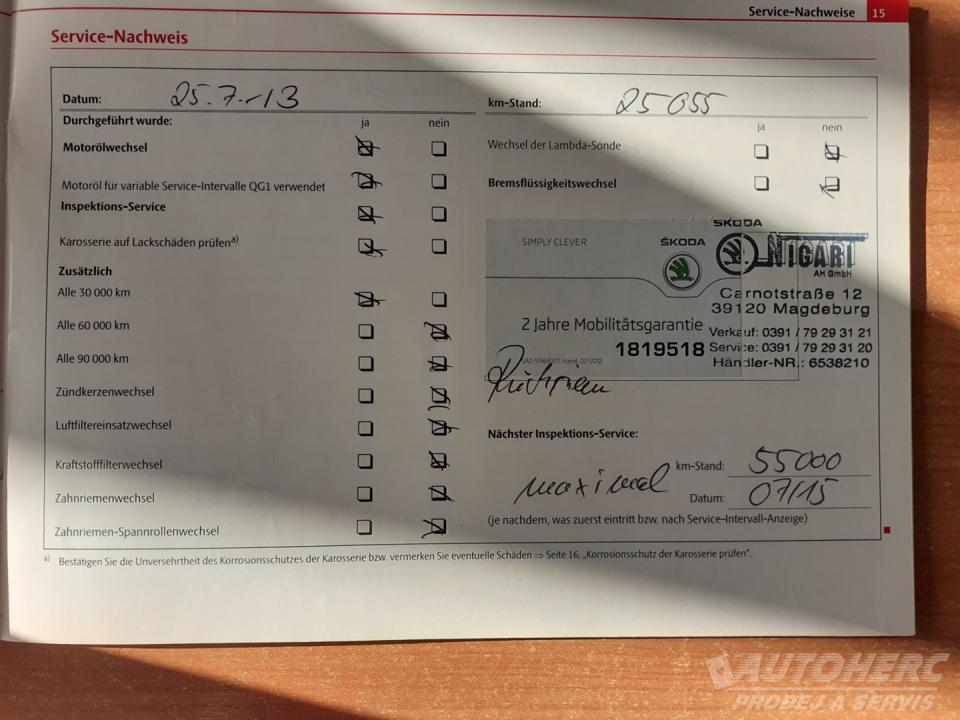 Service-Nachweise 15
Service-Nachweis
Datum: 25.7.-13
Durchgeführt wurde: ja nein
Motorölwechsel
Motoröl für variable Service-Intervalle QG1 verwendet
Inspektions-Service
Karosserie auf Lackschäden prüfen a)
Zusätzlich
Alle 30 000 km
Alle 60 000 km
Alle 90 000 km
Zündkerzenwechsel
Luftfiltereinsatzwechsel
Kraftstofffilterwechsel
Zahnriemenwechsel
Zahnriemen-Spannrollenwechsel
km-Stand: 25 055
ja nein
Wechsel der Lambda-Sonde
Bremsflüssigkeitswechsel
SIMPLY CLEVER
ŠKODA
2 Jahre Mobilitätsgarantie
1819518
SKODA
NIGARI
AH GmbH
Carnotstraße 12
39120 Magdeburg
Verkauf: 0391 / 79 29 31 21
Service: 0391 / 79 29 31 20
Händler-NR.: 6538210
Nächster Inspektions-Service:
maximal
km-Stand: 55000
Datum: 07/15
(je nachdem, was zuerst eintritt bzw. nach Service-Intervall-Anzeige)
a) Bestätigen Sie die Unversehrtheit des Korrosionsschutzes der Karosserie bzw. vermerken Sie eventuelle Schäden ⇒ Seite 16, „Korrosionsschutz der Karosserie prüfen".
AUTOHERC
PRODEJ A SERVIS